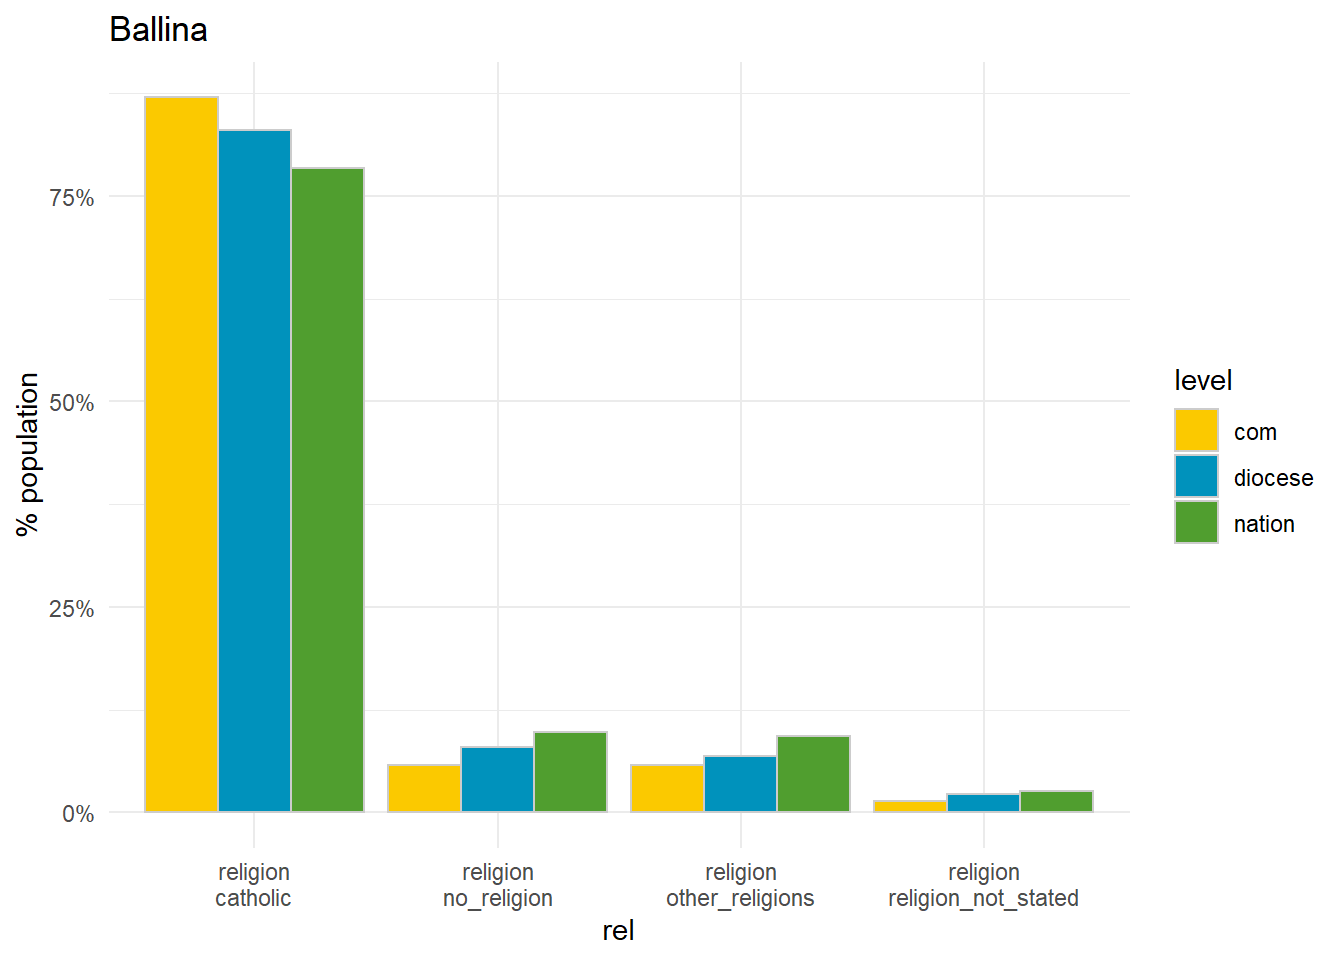 Ballina
% population
75%
50%
25%
0%
religion
catholic
religion
no_religion
religion
other_religions
religion
religion_not_stated
rel
level
com
diocese
nation